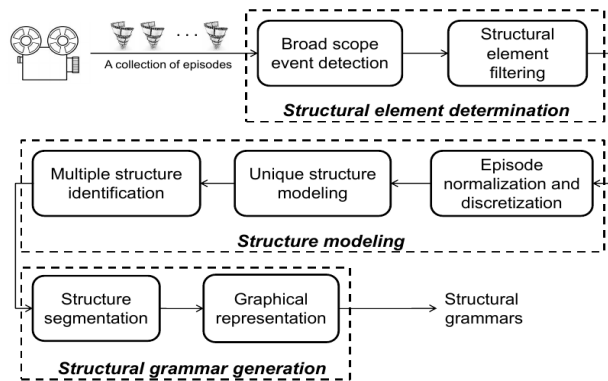 A collection of episodes
Broad scope
event detection
Structural
element
filtering
Structural element determination
Multiple structure
identification
Unique structure
modeling
Episode
normalization and
discretization
Structure modeling
Structure
segmentation
Graphical
representation
Structural
grammars
Structural grammar generation